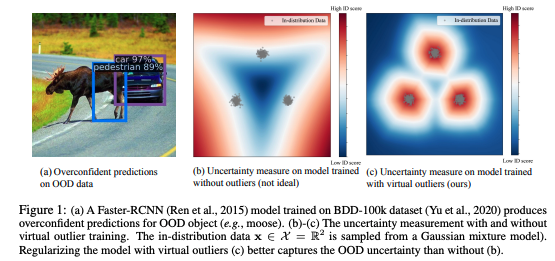 High ID score
High ID score
In-distribution Data
In-distribution Data
car 97%
pedestrian 89%
Low ID score
Low ID score
(a) Overconfident predictions
on OOD data
(b) Uncertainty measure on model trained
without outliers (not ideal)
(c) Uncertainty measure on model trained
with virtual outliers (ours)
Figure 1: (a) A Faster-RCNN (Ren et al., 2015) model trained on BDD-100k dataset (Yu et al., 2020) produces
overconfident predictions for OOD object (e.g., moose). (b)-(c) The uncertainty measurement with and without
virtual outlier training. The in-distribution data x ∈ 𝒳 = ℝ² is sampled from a Gaussian mixture model).
Regularizing the model with virtual outliers (c) better captures the OOD uncertainty than without (b).